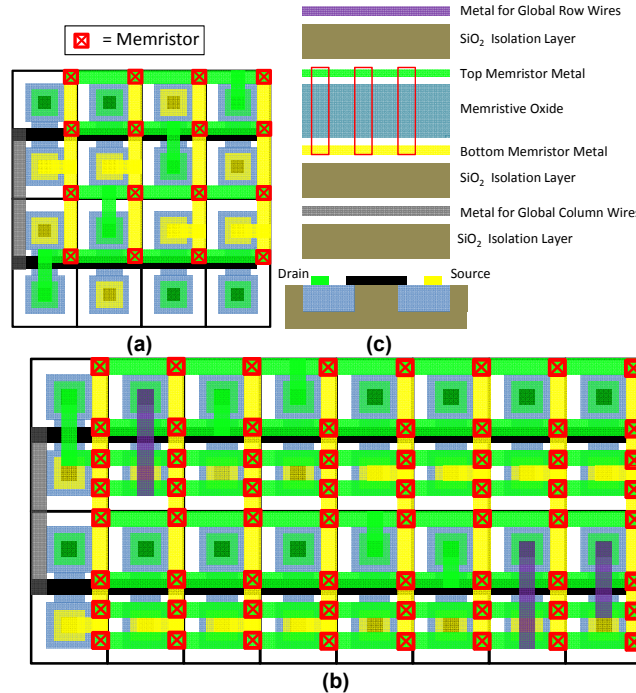 = Memristor
Metal for Global Row Wires
SiO2 Isolation Layer
Top Memristor Metal
Memristive Oxide
Bottom Memristor Metal
SiO2 Isolation Layer
Metal for Global Column Wires
SiO2 Isolation Layer
Drain
Source
(a)
(c)
(b)